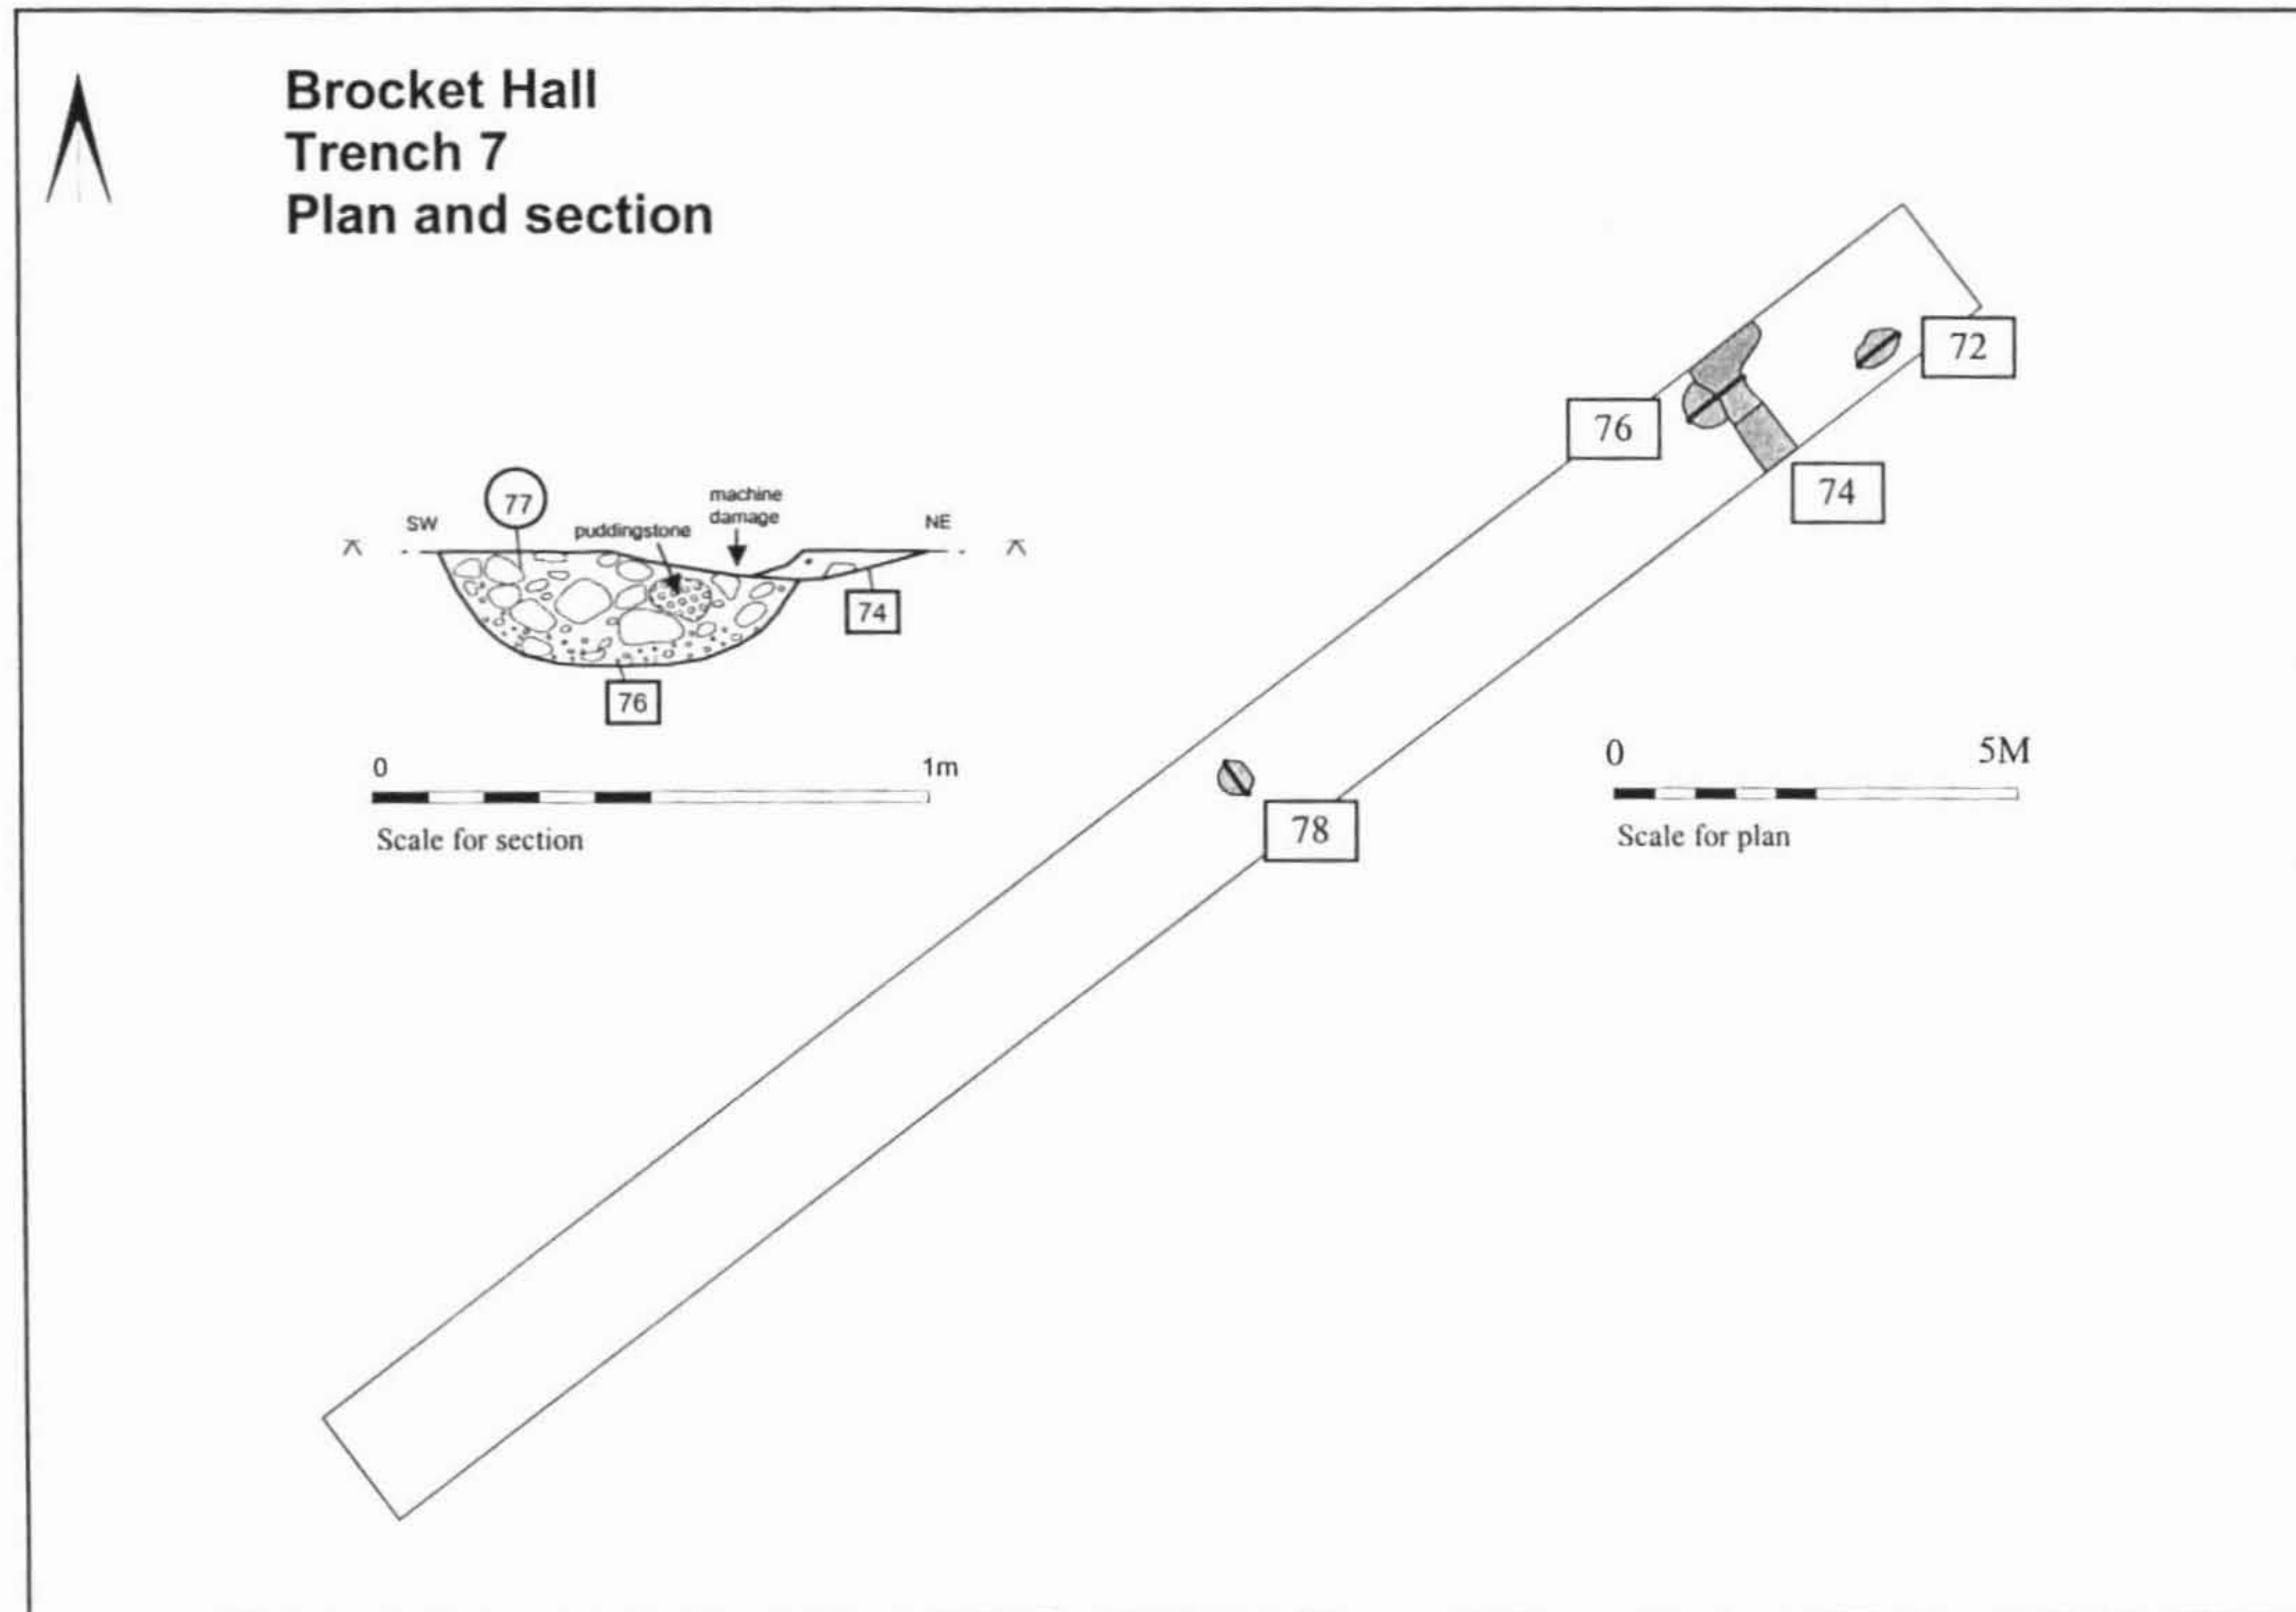 Brocket Hall
Trench 7
Plan and section
72
76
74
77
machine
damage
SW
puddingstone
NE
74
76
0 1m
Scale for section
0 5M
Scale for plan
78